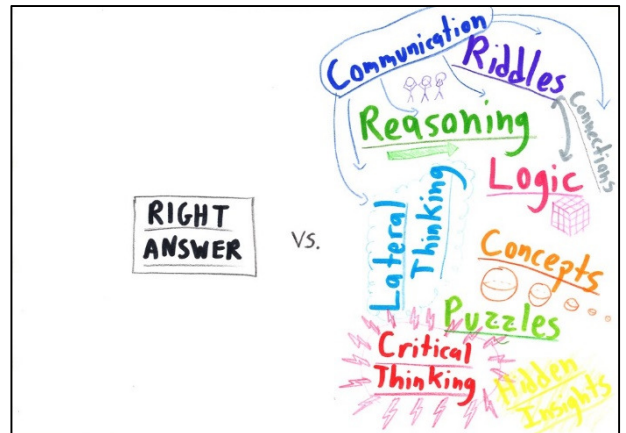 RIGHT
ANSWER
VS.
Communication
Riddles
Connections
Reasoning
Logic
Lateral
Thinking
Concepts
Puzzles
Critical
Thinking
Hidden
Insights